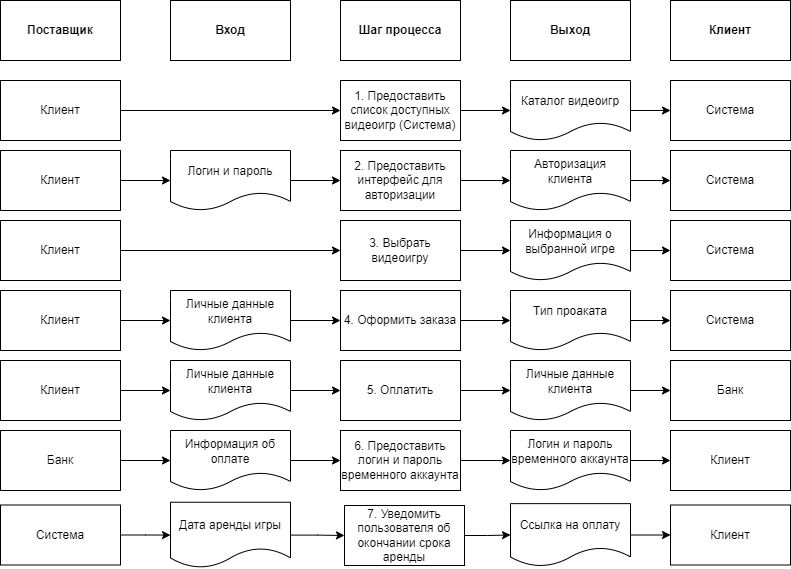 Поставщик
Вход
Шаг процесса
Выход
Клиент
Клиент
1. Предоставить
список доступных
видеоигр (Система)
Каталог видеоигр
Система
Клиент
Логин и пароль
2. Предоставить
интерфейс для
авторизации
Авторизация
клиента
Система
Клиент
3. Выбрать
видеоигру
Информация о
выбранной игре
Система
Клиент
Личные данные
клиента
4. Оформить заказа
Тип проаката
Система
Клиент
Личные данные
клиента
5. Оплатить
Личные данные
клиента
Банк
Банк
Информация об
оплате
6. Предоставить
логин и пароль
временного аккаунта
Логин и пароль
временного аккаунта
Клиент
Система
Дата аренды игры
7. Уведомить
пользователя об
окончании срока
аренды
Ссылка на оплату
Клиент